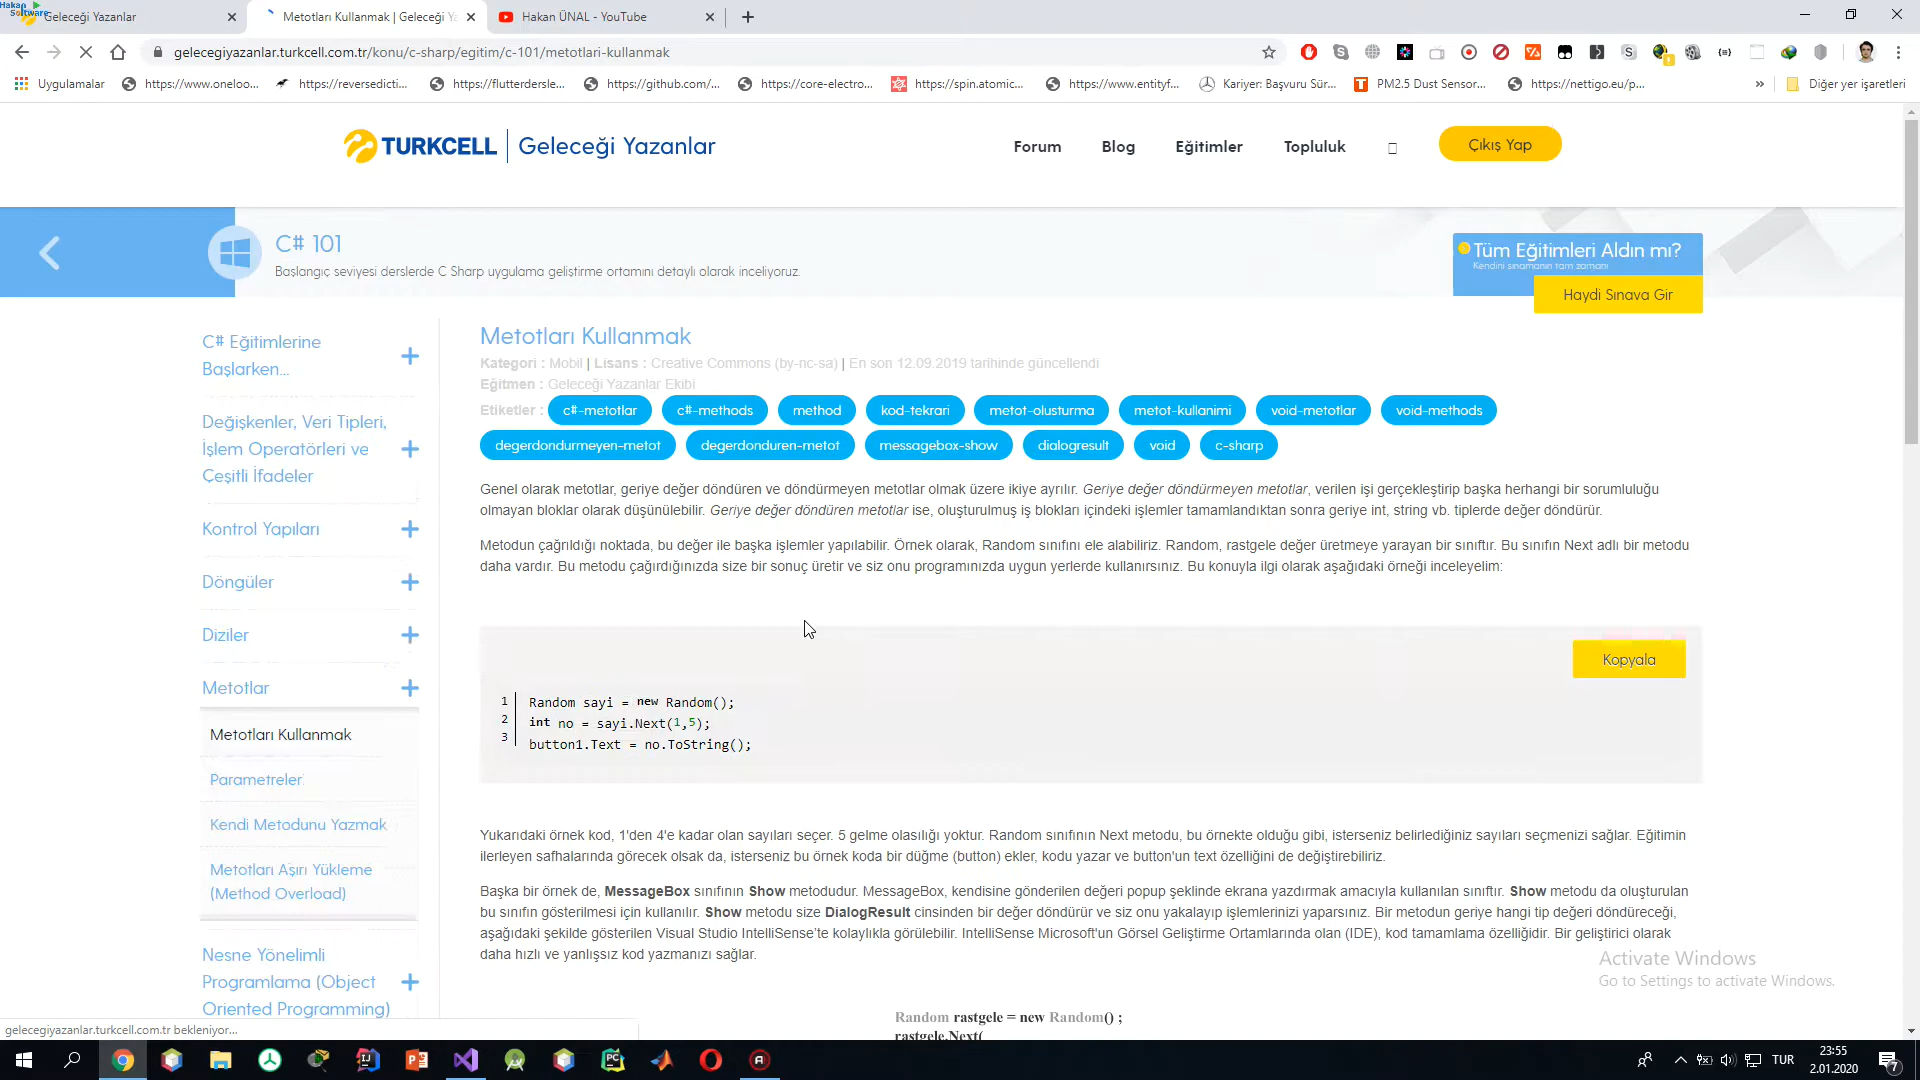 Hakan
Software
Geleceği Yazanlar
Metotları Kullanmak | Geleceği Ya
Hakan ÜNAL - YouTube
gelecegiyazanlar.turkcell.com.tr/konu/c-sharp/egitim/c-101/metotlari-kullanmak
Uygulamalar
https://www.oneloo...
https://reversedicti...
https://flutterdersle...
https://github.com/...
https://core-electro...
https://spin.atomic...
https://www.entityf...
Kariyer: Başvuru Sür...
PM2.5 Dust Sensor...
https://nettigo.eu/p...
»
Diğer yer işaretleri
TURKCELL
Geleceği Yazanlar
Forum
Blog
Eğitimler
Topluluk
Çıkış Yap
C# 101
Başlangıç seviyesi derslerde C Sharp uygulama geliştirme ortamını detaylı olarak inceliyoruz.
Tüm Eğitimleri Aldın mı?
Kendini sınamanın tam zamanı
Haydi Sınava Gir
C# Eğitimlerine
Başlarken...
Değişkenler, Veri Tipleri,
İşlem Operatörleri ve
Çeşitli İfadeler
Kontrol Yapıları
Döngüler
Diziler
Metotlar
Metotları Kullanmak
Parametreler
Kendi Metodunu Yazmak
Metotları Aşırı Yükleme
(Method Overload)
Nesne Yönelimli
Programlama (Object
Oriented Programming)
Metotları Kullanmak
Kategori : Mobil | Lisans : Creative Commons (by-nc-sa) | En son 12.09.2019 tarihinde güncellendi
Eğitmen : Geleceği Yazanlar Ekibi
Etiketler : c#-metotlar c#-methods method kod-tekrari metot-olusturma metot-kullanimi void-metotlar void-methods
degerdondurmeyen-metot degerdonduren-metot messagebox-show dialogresult void c-sharp
Genel olarak metotlar, geriye değer döndüren ve döndürmeyen metotlar olmak üzere ikiye ayrılır. Geriye değer döndürmeyen metotlar, verilen işi gerçekleştirip başka herhangi bir sorumluluğu
olmayan bloklar olarak düşünülebilir. Geriye değer döndüren metotlar ise, oluşturulmuş iş blokları içindeki işlemler tamamlandıktan sonra geriye int, string vb. tiplerde değer döndürür.
Metodun çağrıldığı noktada, bu değer ile başka işlemler yapılabilir. Örnek olarak, Random sınıfını ele alabiliriz. Random, rastgele değer üretmeye yarayan bir sınıftır. Bu sınıfın Next adlı bir metodu
daha vardır. Bu metodu çağırdığınızda size bir sonuç üretir ve siz onu programınızda uygun yerlerde kullanırsınız. Bu konuyla ilgi olarak aşağıdaki örneği inceleyelim:
Kopyala
1 Random sayi = new Random();
2 int no = sayi.Next(1,5);
3 button1.Text = no.ToString();
Yukarıdaki örnek kod, 1'den 4'e kadar olan sayıları seçer. 5 gelme olasılığı yoktur. Random sınıfının Next metodu, bu örnekte olduğu gibi, isterseniz belirlediğiniz sayıları seçmenizi sağlar. Eğitimin
ilerleyen safhalarında görecek olsak da, isterseniz bu örnek koda bir düğme (button) ekler, kodu yazar ve button'un text özelliğini de değiştirebiliriz.
Başka bir örnek de, MessageBox sınıfının Show metodudur. MessageBox, kendisine gönderilen değeri popup şeklinde ekrana yazdırmak amacıyla kullanılan sınıftır. Show metodu da oluşturulan
bu sınıfın gösterilmesi için kullanılır. Show metodu size DialogResult cinsinden bir değer döndürür ve siz onu yakalayıp işlemlerinizi yaparsınız. Bir metodun geriye hangi tip değeri döndüreceği,
aşağıdaki şekilde gösterilen Visual Studio IntelliSense'te kolaylıkla görülebilir. IntelliSense Microsoft'un Görsel Geliştirme Ortamlarında olan (IDE), kod tamamlama özelliğidir. Bir geliştirici olarak
daha hızlı ve yanlışsız kod yazmanızı sağlar.
Random rastgele = new Random() ;
rastgele.Next(
Activate Windows
Go to Settings to activate Windows.
gelecegiyazanlar.turkcell.com.tr bekleniyor...
TUR
23:55
2.01.2020
7